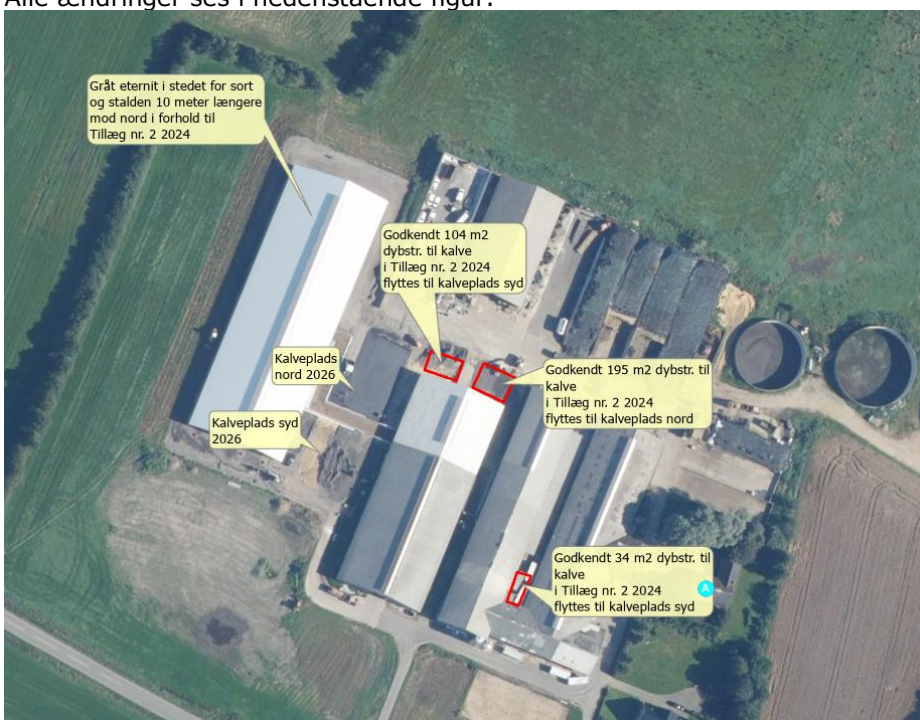 Alle ændringer ses i nedenstående figur:
Gråt eternit i stedet for sort
og stalden 10 meter længere
mod nord i forhold til
Tillæg nr. 2 2024
Godkendt 104 m2
dybstr. til kalve
i Tillæg nr. 2 2024
flyttes til kalveplads syd
Kalveplads
nord 2026
Godkendt 195 m2 dybstr. til
kalve
i Tillæg nr. 2 2024
flyttes til kalveplads nord
Kalveplads syd
2026
Godkendt 34 m2 dybstr. til
kalve
i Tillæg nr. 2 2024
flyttes til kalveplads syd
A